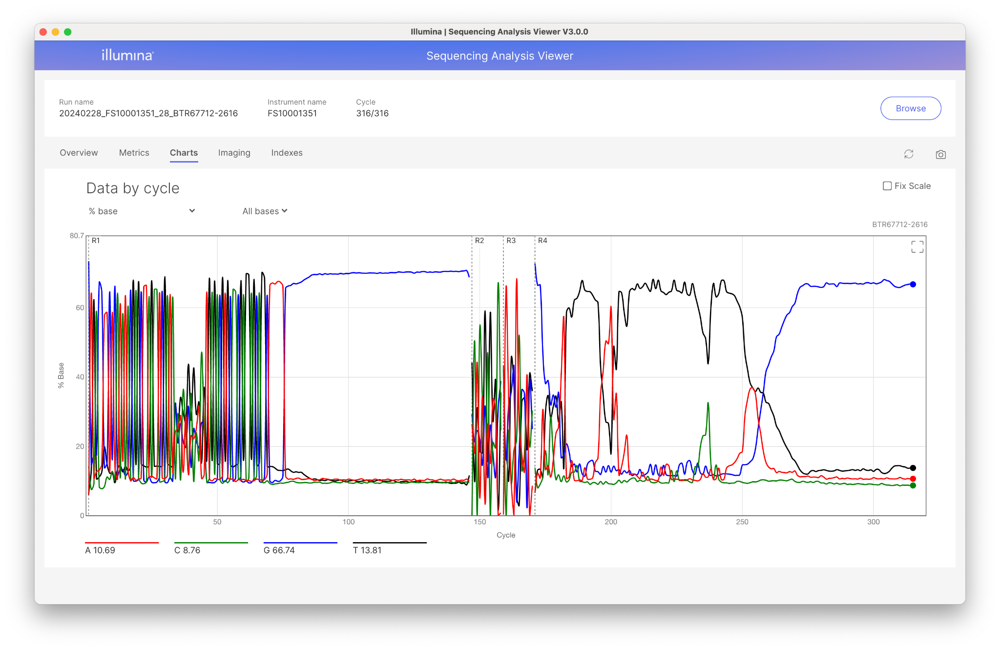 Illumina | Sequencing Analysis Viewer V3.0.0
illumına®
Sequencing Analysis Viewer
Run name
20240228_FS10001351_28_BTR67712-2616
Instrument name
FS10001351
Cycle
316/316
Browse
Overview
Metrics
Charts
Imaging
Indexes
Data by cycle
Fix Scale
% base
All bases
BTR67712-2616
80.7
60
40
20
0
% Base
R1
R2
R3
R4
50
100
150
200
250
300
Cycle
A 10.69
C 8.76
G 66.74
T 13.81